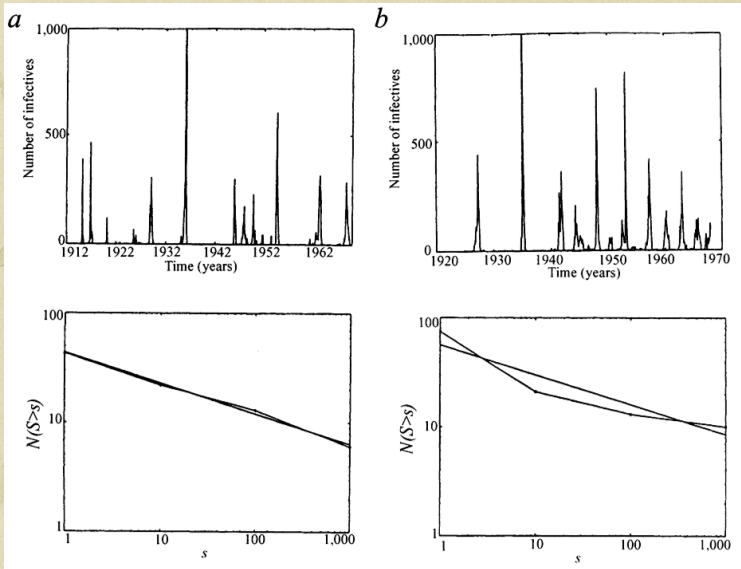 a
1,000
500
0
Number of infectives
1912 1922 1932 1942 1952 1962
Time (years)
b
1,000
500
0
Number of infectives
1920 1930 1940 1950 1960 1970
Time (years)
100
10
1
N(S>s)
1 10 100 1,000
s
100
10
1
N(S>s)
1 10 100 1,000
s